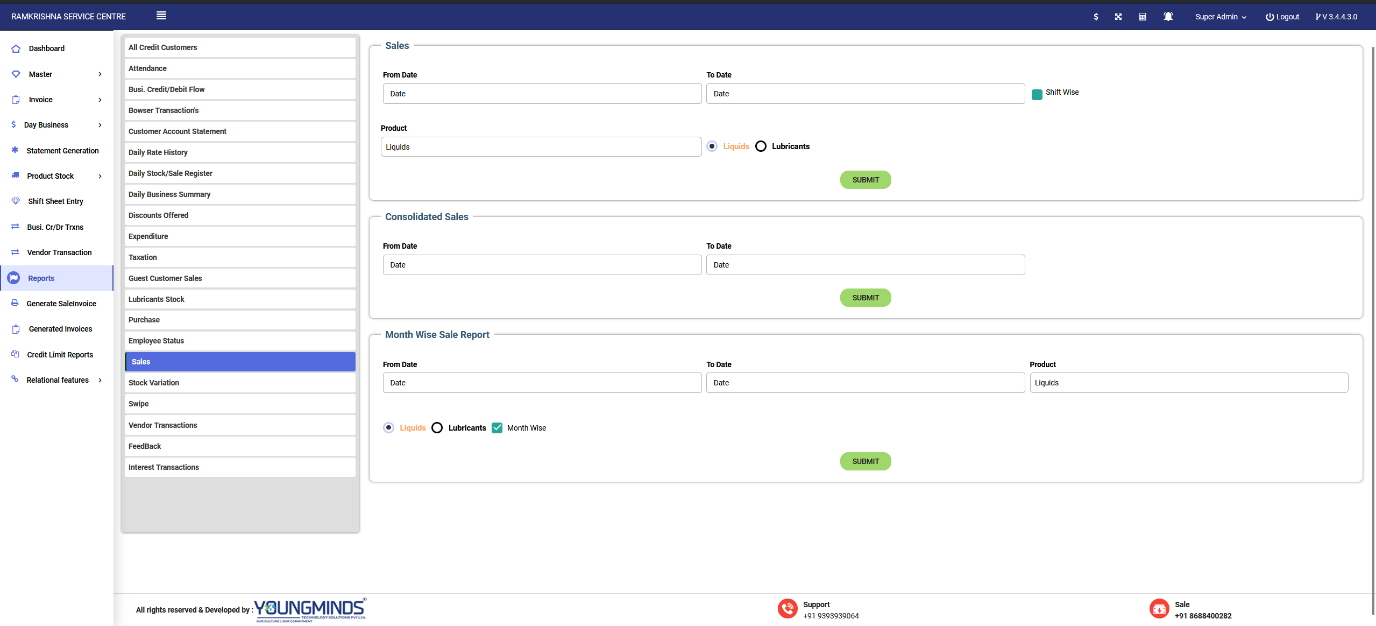 RAMKRISHNA SERVICE CENTRE
$
Super Admin
Logout
V 3.4.4.3.0
Dashboard
Master
Invoice
$ Day Business
Statement Generation
Product Stock
Shift Sheet Entry
Busi. Cr/Dr Trxns
Vendor Transaction
Reports
Generate SaleInvoice
Generated Invoices
Credit Limit Reports
Relational features
All Credit Customers
Attendance
Busi. Credit/Debit Flow
Bowser Transaction's
Customer Account Statement
Daily Rate History
Daily Stock/Sale Register
Daily Business Summary
Discounts Offered
Expenditure
Taxation
Guest Customer Sales
Lubricants Stock
Purchase
Employee Status
Sales
Stock Variation
Swipe
Vendor Transactions
FeedBack
Interest Transactions
Sales
From Date
To Date
Date
Date
Shift Wise
Product
Liquids
Liquids
Lubricants
SUBMIT
Consolidated Sales
From Date
To Date
Date
Date
SUBMIT
Month Wise Sale Report
From Date
To Date
Product
Date
Date
Liquids
Liquids
Lubricants
Month Wise
SUBMIT
All rights reserved & Developed by :
YOUNGMINDS®
TECHNOLOGY SOLUTIONS PVT LTD.
OUR CULTURE | OUR COMMITMENT
Support
+91 9393939064
Sale
+91 8688400282